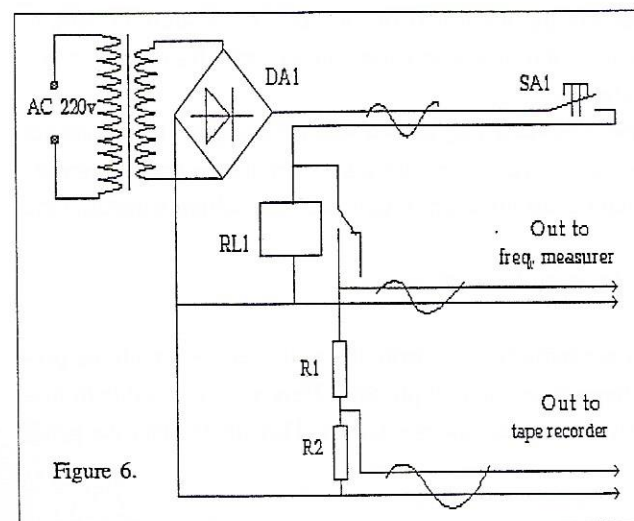 DA1
SA1
AC 220v
RL1
Out to
freq. measurer
R1
Out to
tape recorder
R2
Figure 6.